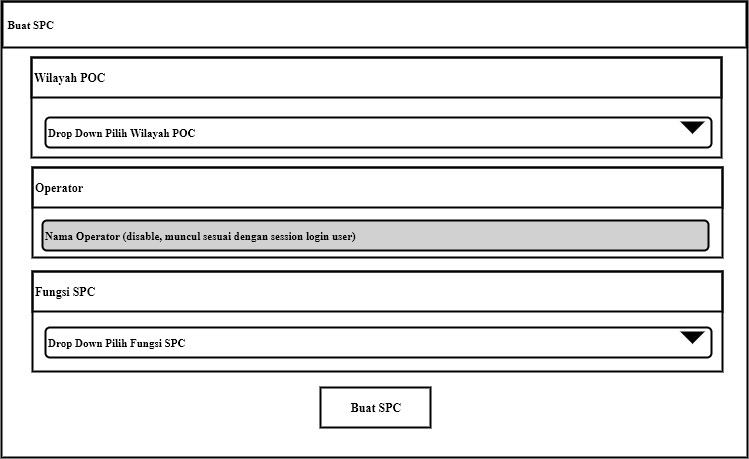 Buat SPC
Wilayah POC
Drop Down Pilih Wilayah POC
Operator
Nama Operator (disable, muncul sesuai dengan session login user)
Fungsi SPC
Drop Down Pilih Fungsi SPC
Buat SPC